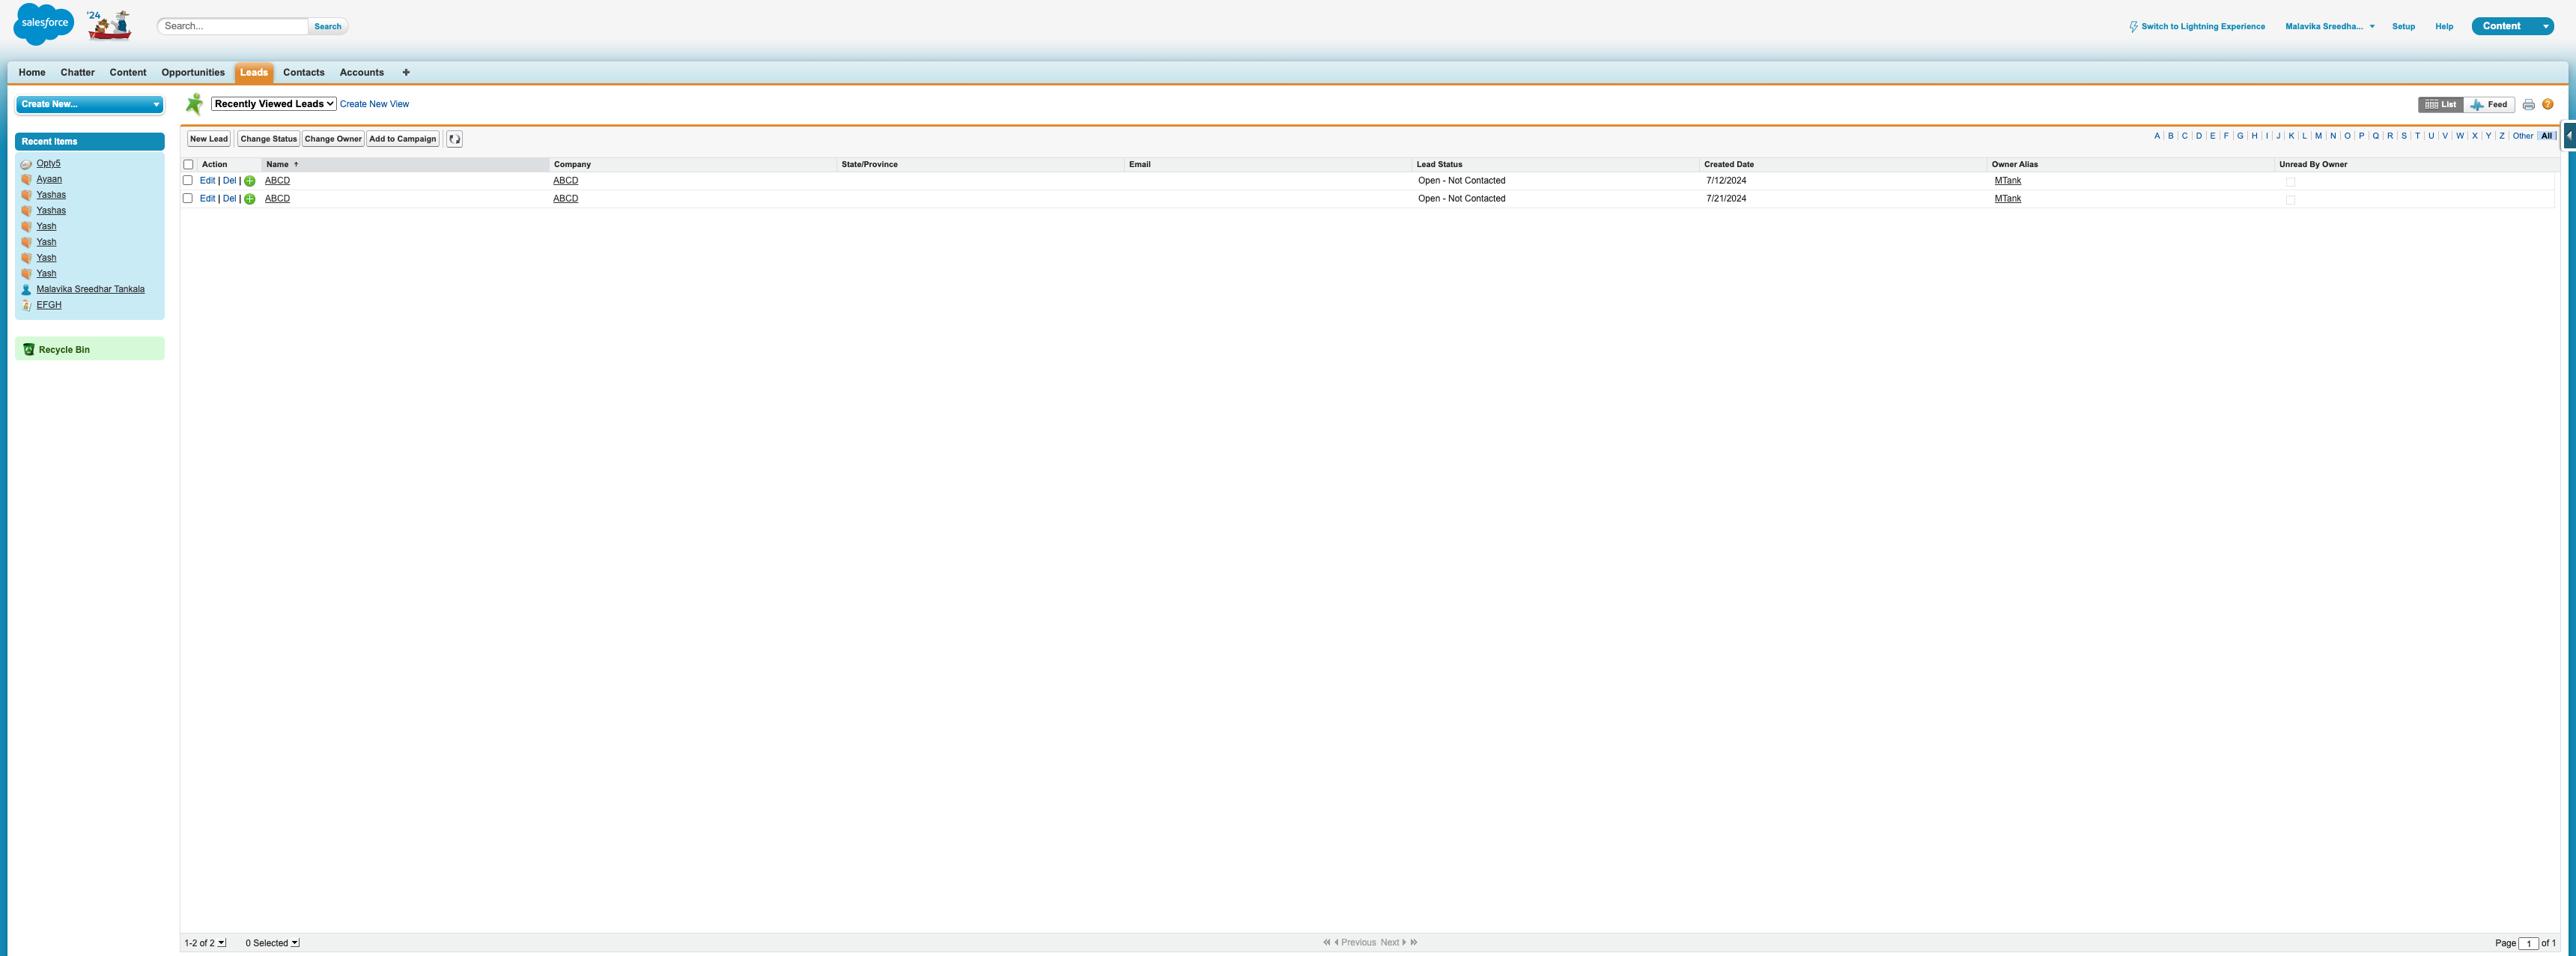 salesforce
'24
Search...
Search
Switch to Lightning Experience
Malavika Sreedha...
Setup
Help
Content
Home
Chatter
Content
Opportunities
Leads
Contacts
Accounts
+
Create New...
Recently Viewed Leads
Create New View
List
Feed
Recent Items
Opty5
Ayaan
Yashas
Yashas
Yash
Yash
Yash
Yash
Malavika Sreedhar Tankala
EFGH
Recycle Bin
New Lead
Change Status
Change Owner
Add to Campaign
A | B | C | D | E | F | G | H | I | J | K | L | M | N | O | P | Q | R | S | T | U | V | W | X | Y | Z | Other | All
Action Name Company State/Province Email Lead Status Created Date Owner Alias Unread By Owner
Edit | Del | ABCD ABCD Open - Not Contacted 7/12/2024 MTank
Edit | Del | ABCD ABCD Open - Not Contacted 7/21/2024 MTank
1-2 of 2
0 Selected
Previous Next
Page 1 of 1